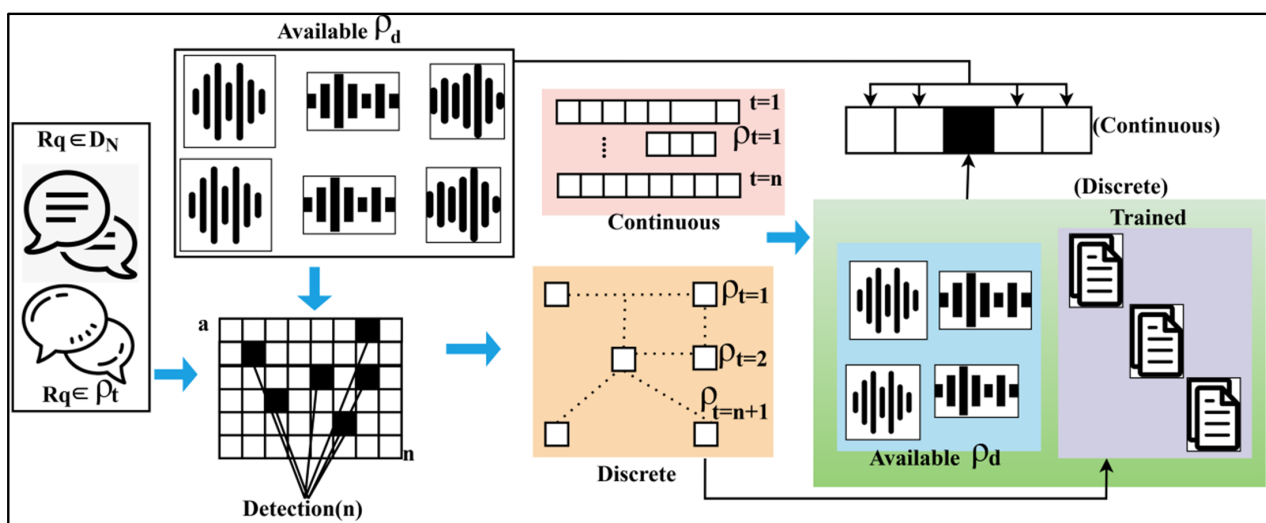 Available ρd
Rq ∈ DN
Rq ∈ ρt
a
n
Detection(n)
t=1
ρt=1
t=n
Continuous
ρt=1
ρt=2
ρt=n+1
Discrete
(Continuous)
(Discrete)
Trained
Available ρd